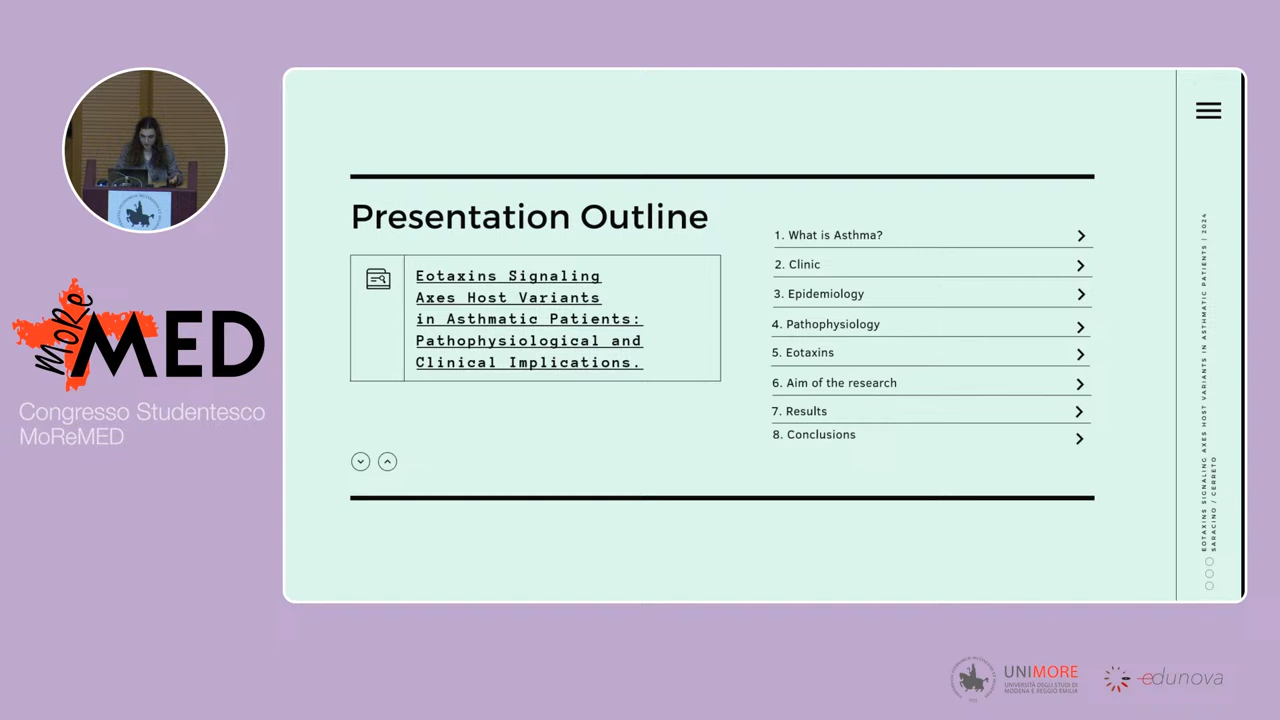 Presentation Outline
Eotaxins Signaling
Axes Host Variants
in Asthmatic Patients:
Pathophysiological and
Clinical Implications.
1. What is Asthma?
2. Clinic
3. Epidemiology
4. Pathophysiology
5. Eotaxins
6. Aim of the research
7. Results
8. Conclusions
EOTAXINS SIGNALING AXES HOST VARIANTS IN ASTHMATIC PATIENTS | 2024
SARACINO / CERRETO
MoRe
MED
Congresso Studentesco
MoReMED
UNIMORE
UNIVERSITÀ DEGLI STUDI DI
MODENA E REGGIO EMILIA
edunova